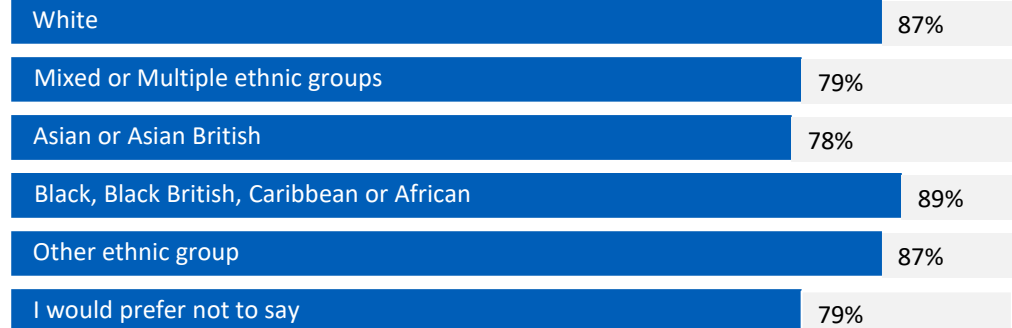 White 87%
Mixed or Multiple ethnic groups 79%
Asian or Asian British 78%
Black, Black British, Caribbean or African 89%
Other ethnic group 87%
I would prefer not to say 79%